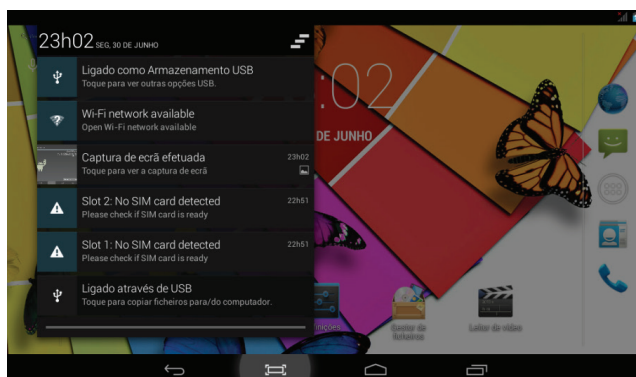 23h02 SEG, 30 DE JUNHO
Ligado como Armazenamento USB
Toque para ver outras opções USB.
Wi-Fi network available
Open Wi-Fi network available
Captura de ecrã efetuada 23h02
Toque para ver a captura de ecrã
Slot 2: No SIM card detected 22h51
Please check if SIM card is ready
Slot 1: No SIM card detected 22h51
Please check if SIM card is ready
Ligado através de USB
Toque para copiar ficheiros para/do computador.
:02
DE JUNHO
nições
Gestor de
ficheiros
Leitor de vídeo